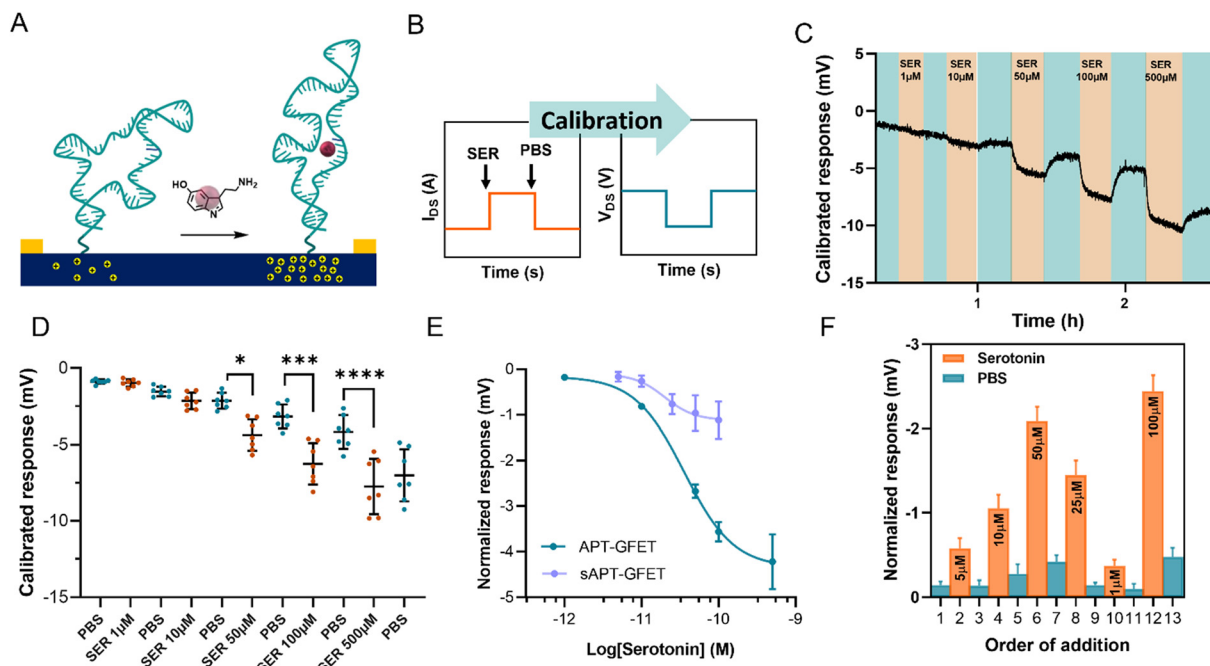 A
HO
NH₂
N
B
Calibration
SER
PBS
I_DS (A)
Time (s)
V_DS (V)
Time (s)
C
Calibrated response (mV)
5
0
-5
-10
-15
SER
1µM
SER
10µM
SER
50µM
SER
100µM
SER
500µM
1
2
Time (h)
D
Calibrated response
(mV)
0
-5
-10
-15
*
***
****
PBS
SER 1µM
PBS
SER 10µM
PBS
SER 50µM
PBS
SER 100µM
PBS
SER 500µM
PBS
E
Normalized response (mV)
0
-1
-2
-3
-4
-5
APT-GFET
sAPT-GFET
-12
-11
-10
-9
Log[Serotonin] (M)
F
Normalized response (mV)
-3
-2
-1
0
Serotonin
PBS
5µM
10µM
50µM
25µM
1µM
100µM
1 2 3 4 5 6 7 8 9 10 11 12 13
Order of addition